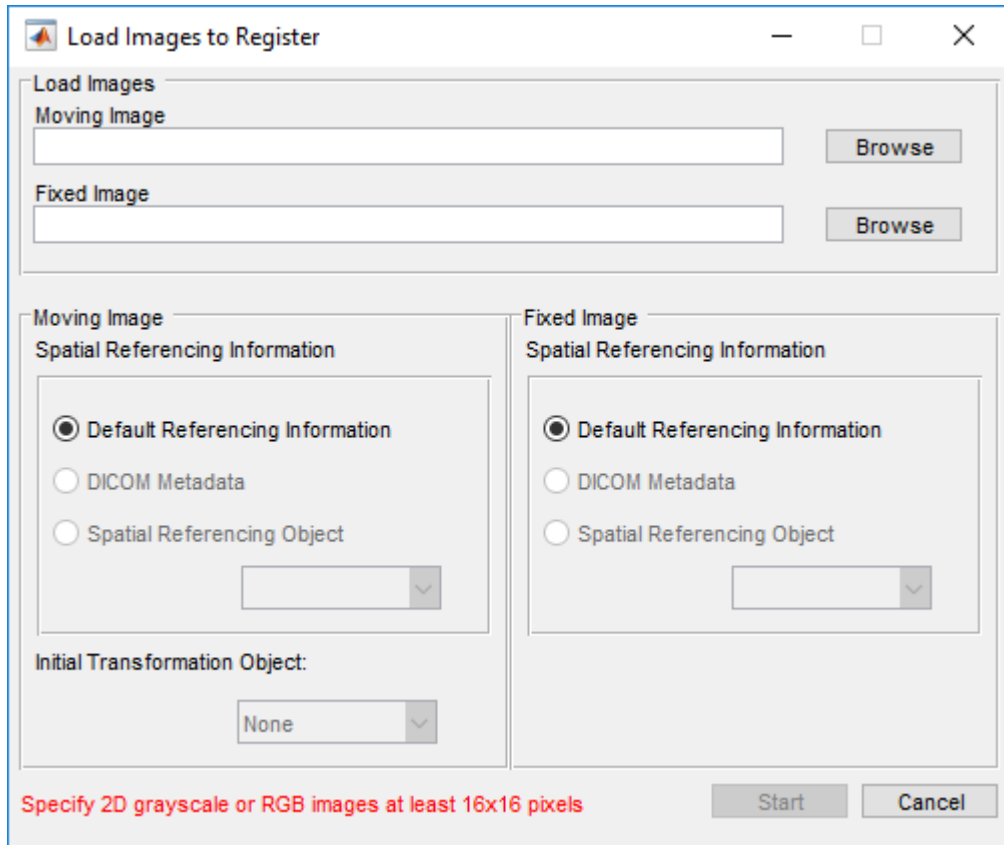 Load Images to Register
Load Images
Moving Image
Browse
Fixed Image
Browse
Moving Image
Spatial Referencing Information
Default Referencing Information
DICOM Metadata
Spatial Referencing Object
Initial Transformation Object:
None
Fixed Image
Spatial Referencing Information
Default Referencing Information
DICOM Metadata
Spatial Referencing Object
Specify 2D grayscale or RGB images at least 16x16 pixels
Start
Cancel